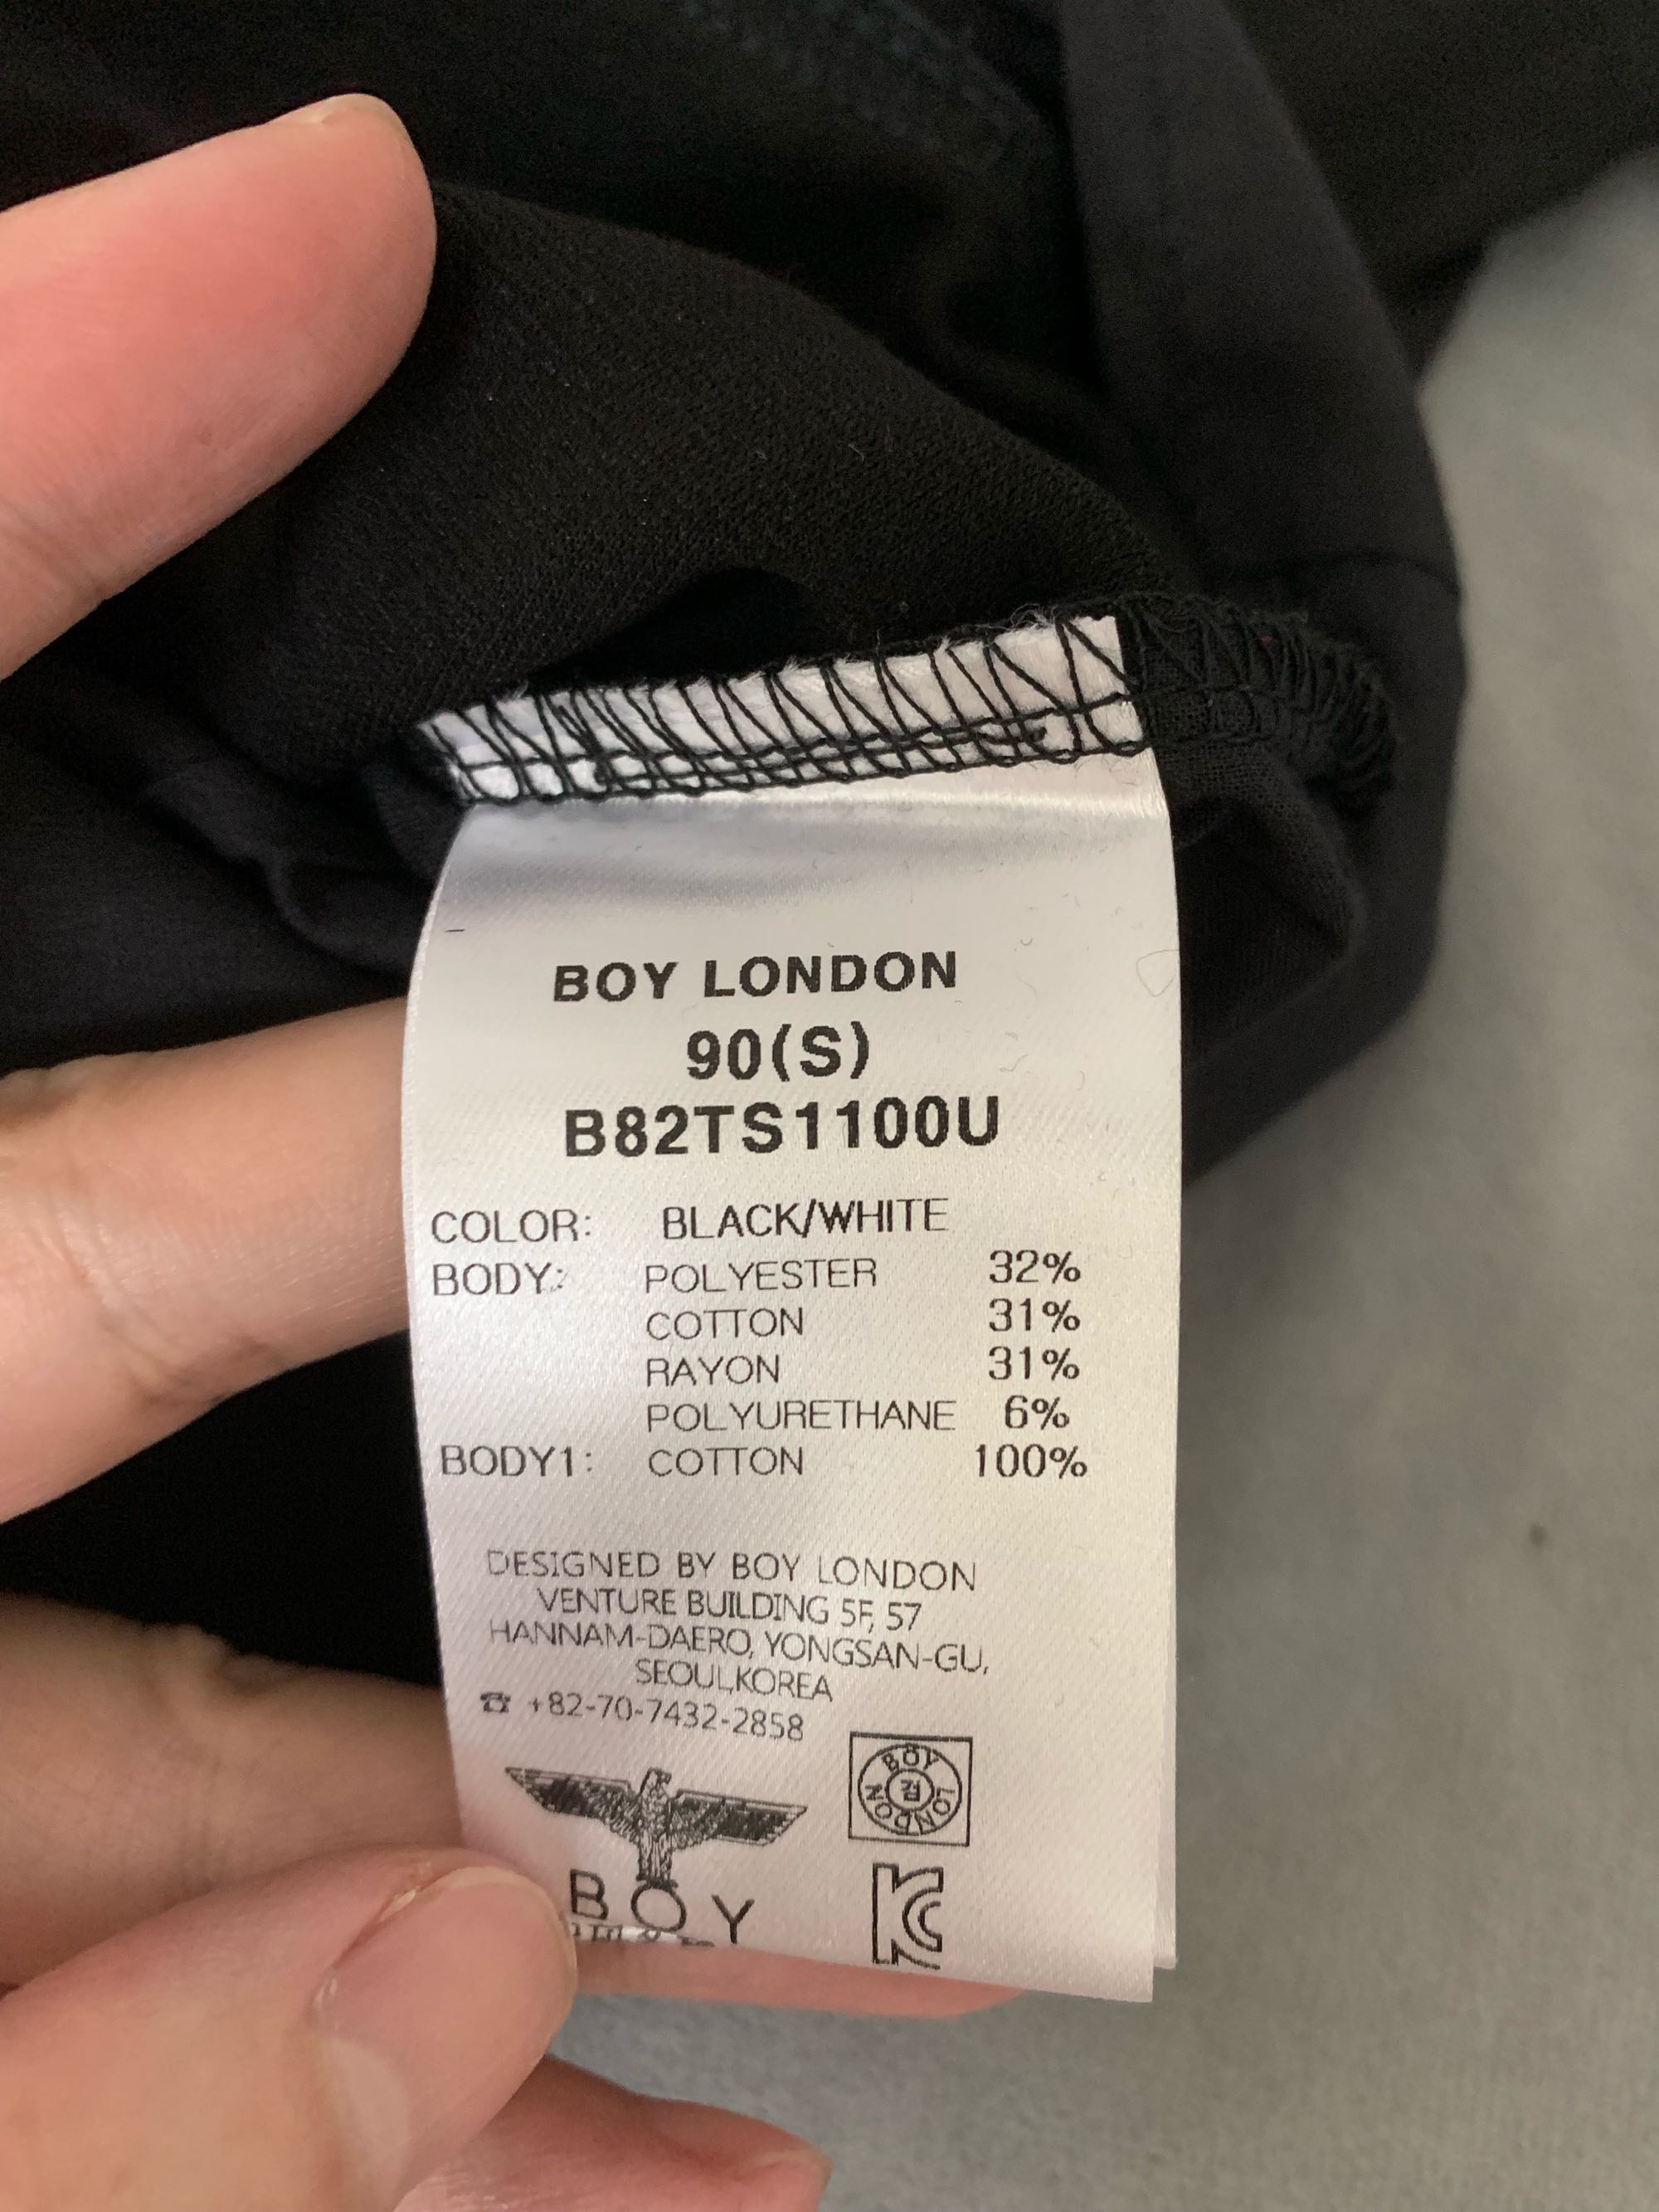 BOY LONDON
90(S)
B82TS1100U
COLOR: BLACK/WHITE
BODY: POLYESTER 32%
COTTON 31%
RAYON 31%
POLYURETHANE 6%
BODY1: COTTON 100%
DESIGNED BY BOY LONDON
VENTURE BUILDING 5F, 57
HANNAM-DAERO, YONGSAN-GU,
SEOUL,KOREA
☎ +82-70-7432-2858
BOY
LONDON
검
BOY
KC